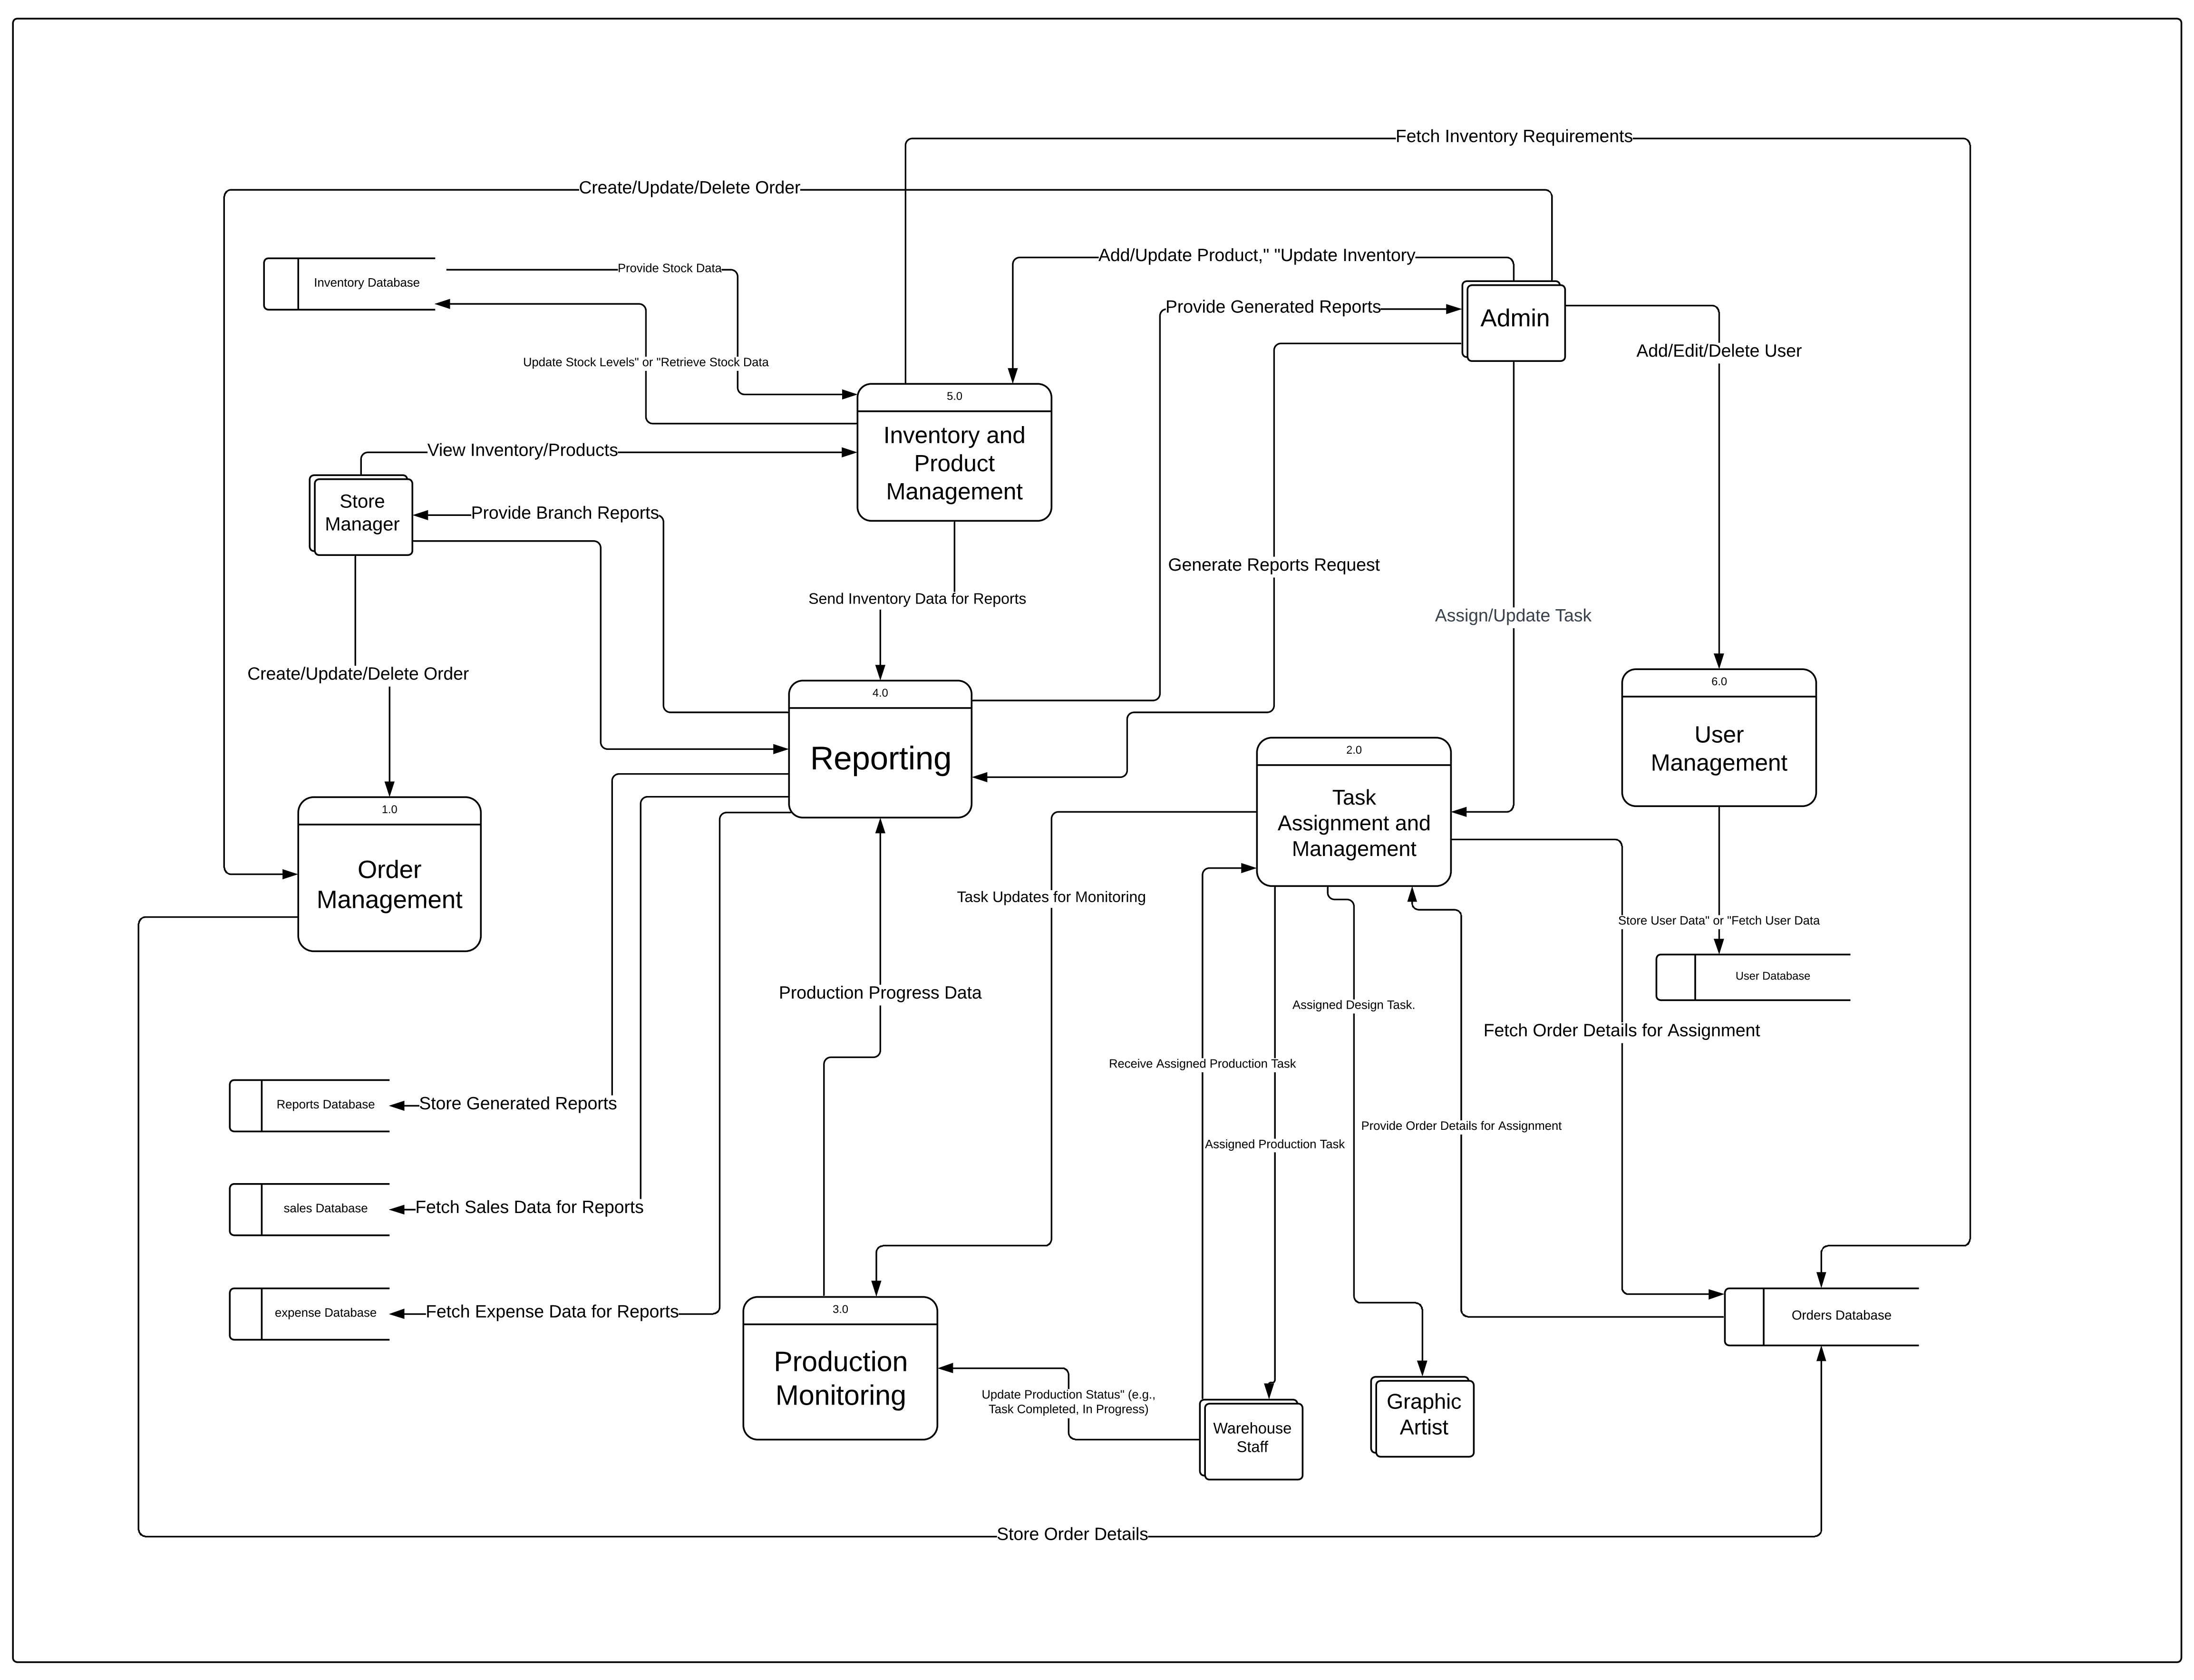 Fetch Inventory Requirements
Create/Update/Delete Order
Add/Update Product," "Update Inventory
Provide Stock Data
Inventory Database
Provide Generated Reports
Admin
Add/Edit/Delete User
Update Stock Levels" or "Retrieve Stock Data
5.0
Inventory and
Product
Management
View Inventory/Products
Store
Manager
Provide Branch Reports
Generate Reports Request
Send Inventory Data for Reports
Assign/Update Task
Create/Update/Delete Order
4.0
Reporting
6.0
User
Management
2.0
Task
Assignment and
Management
1.0
Order
Management
Task Updates for Monitoring
Store User Data" or "Fetch User Data
User Database
Production Progress Data
Assigned Design Task.
Fetch Order Details for Assignment
Receive Assigned Production Task
Reports Database
Store Generated Reports
Provide Order Details for Assignment
Assigned Production Task
sales Database
Fetch Sales Data for Reports
expense Database
Fetch Expense Data for Reports
3.0
Production
Monitoring
Orders Database
Update Production Status" (e.g.,
Task Completed, In Progress)
Warehouse
Staff
Graphic
Artist
Store Order Details